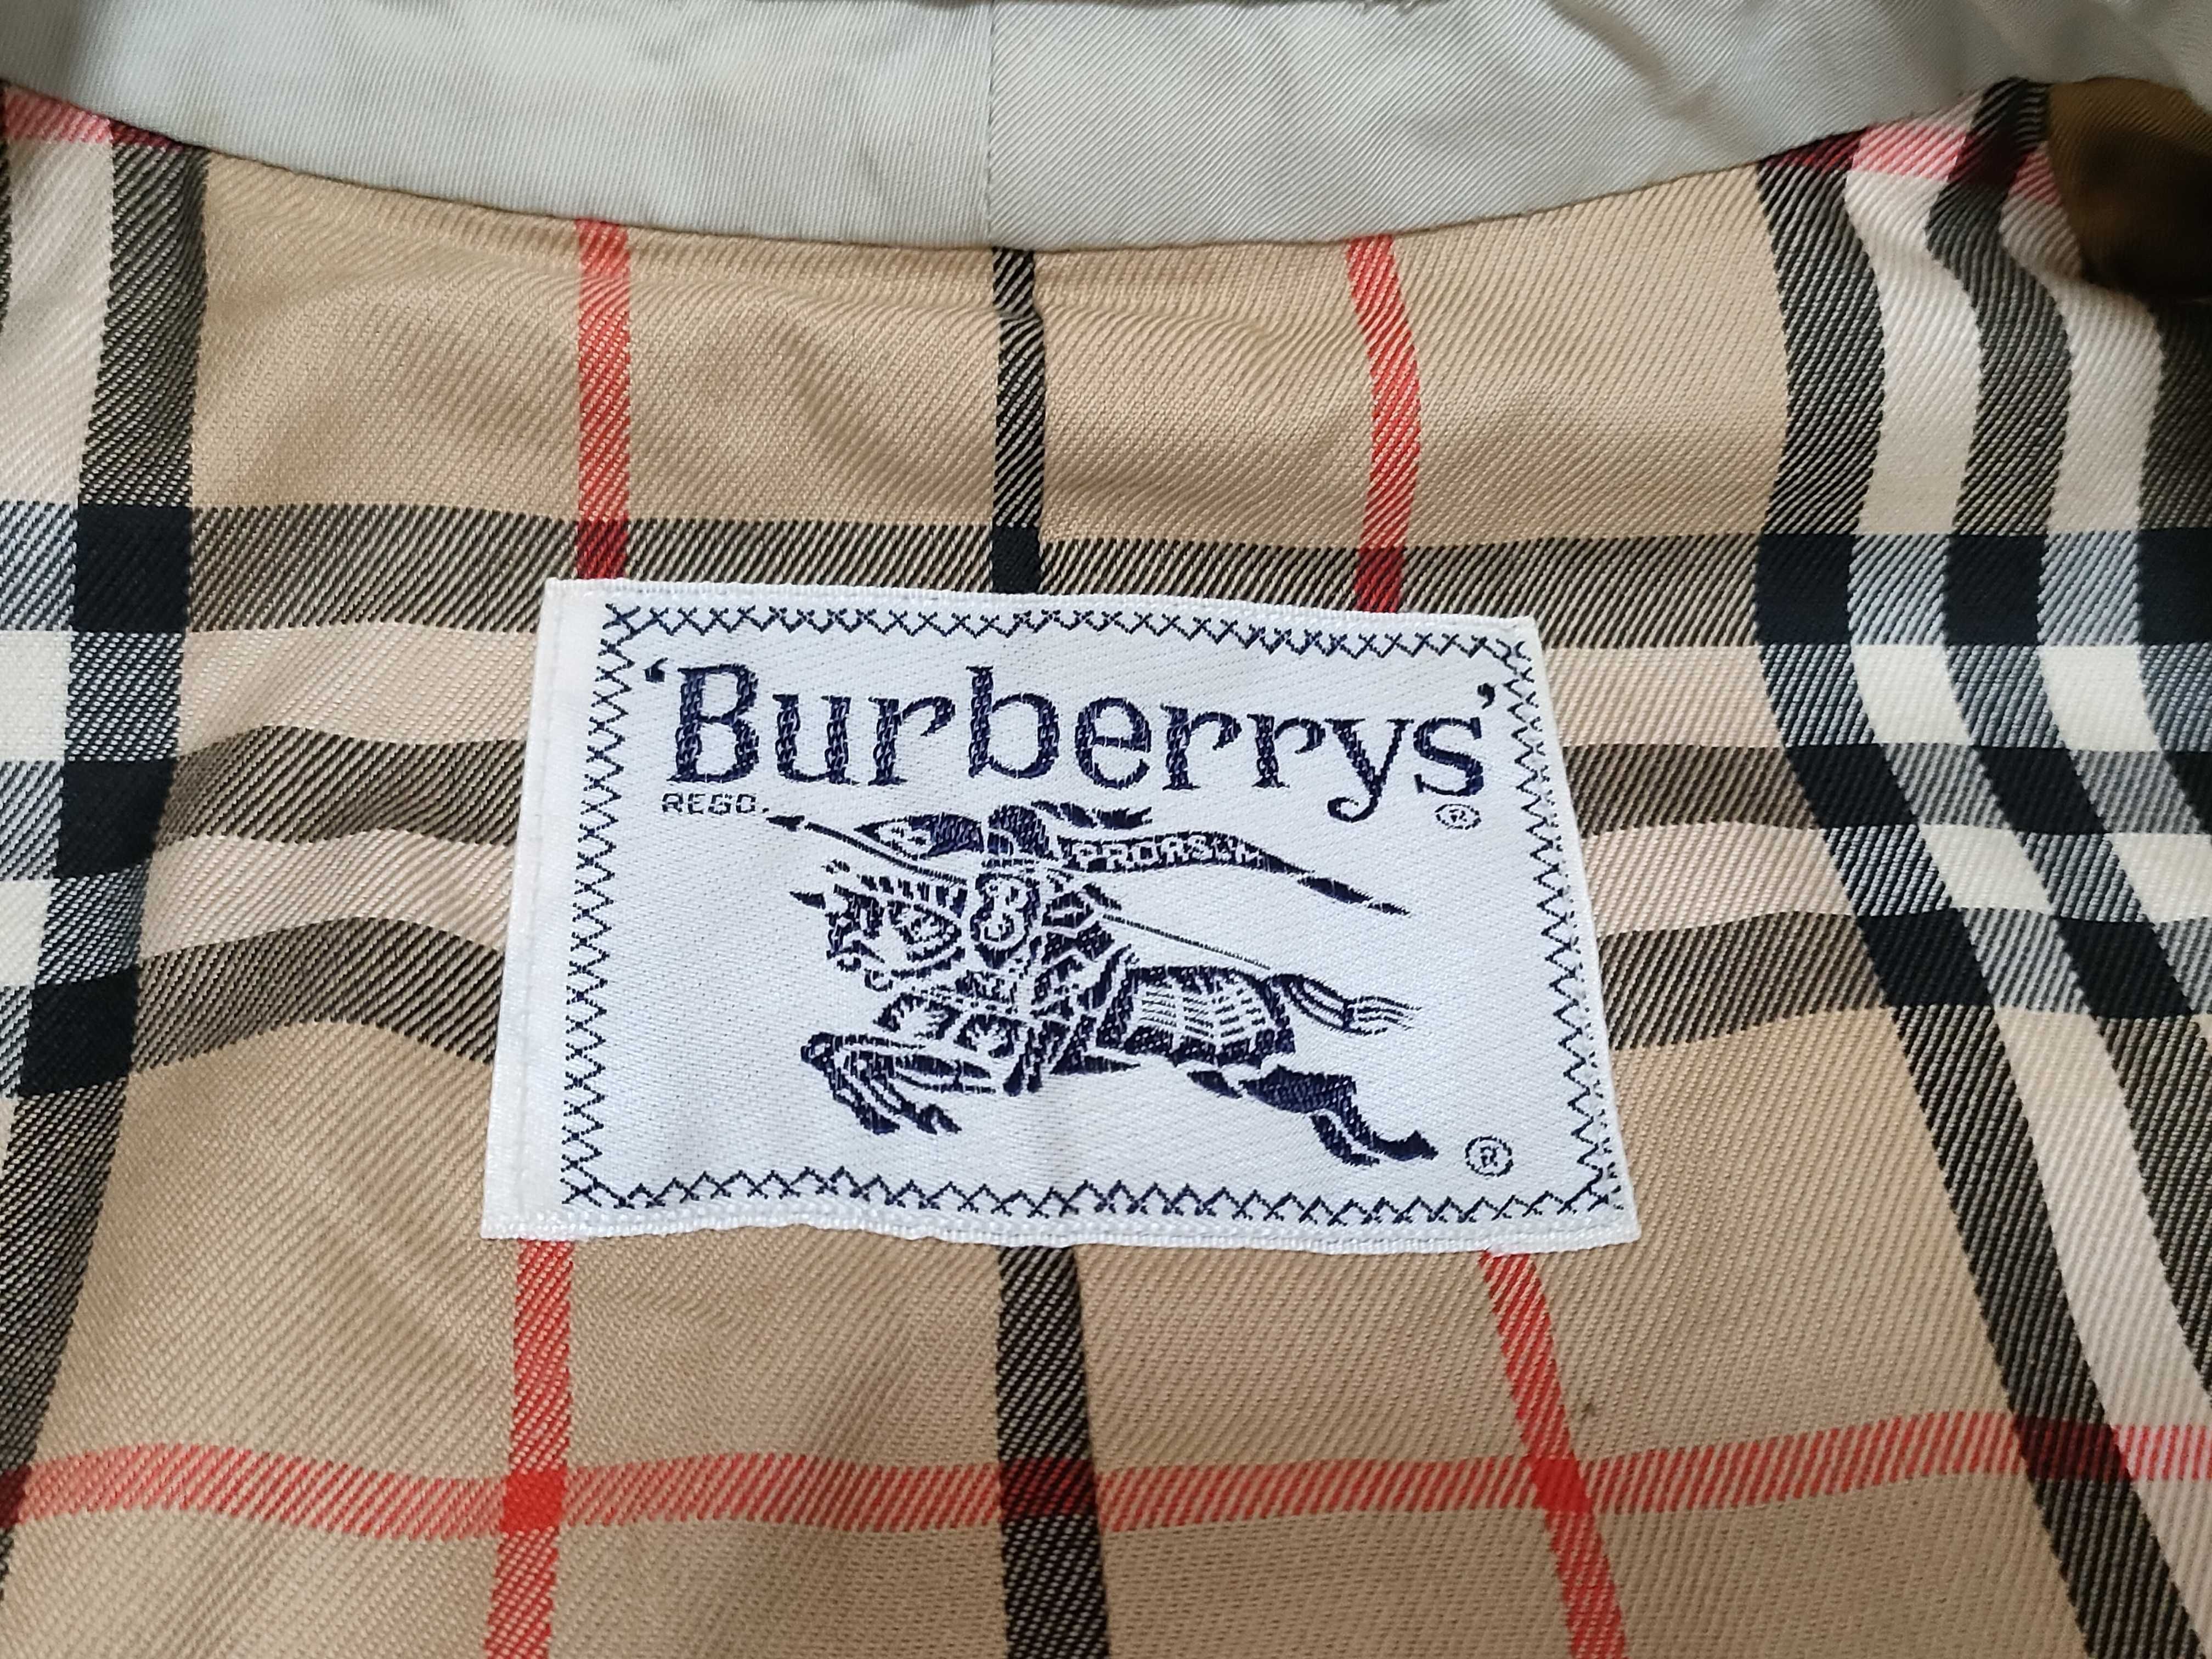 ‘Burberrys’
REGD. ®
PRORSUM
®